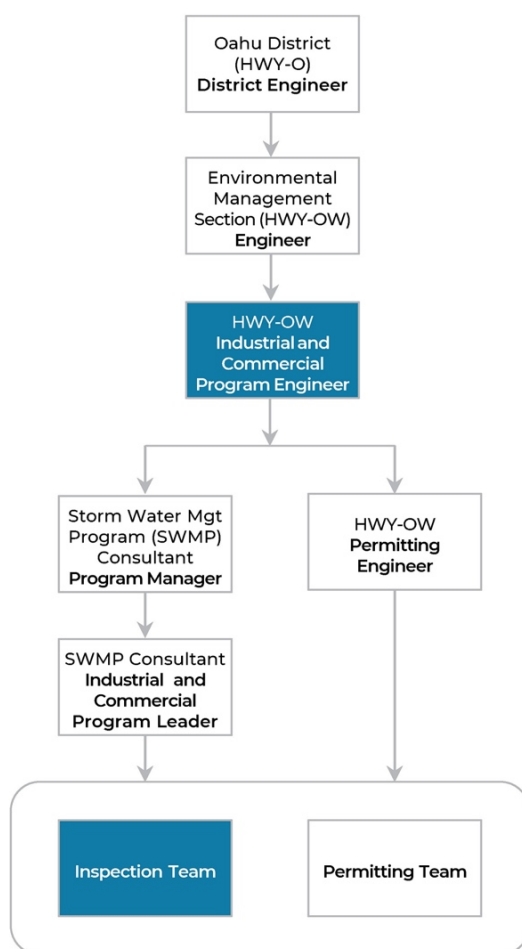 Oahu District
(HWY-O)
District Engineer
Environmental
Management
Section (HWY-OW)
Engineer
HWY-OW
Industrial and
Commercial
Program Engineer
Storm Water Mgt
Program (SWMP)
Consultant
Program Manager
HWY-OW
Permitting
Engineer
SWMP Consultant
Industrial and
Commercial
Program Leader
Inspection Team
Permitting Team